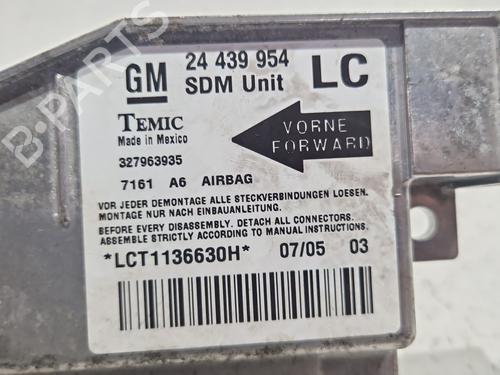 GM 24 439 954 LC
SDM Unit
TEMIC
Made in Mexico
327963935
VORNE
FORWARD
7161 A6 AIRBAG
VOR JEDER DEMONTAGE ALLE STECKVERBINDUNGEN LOESEN.
MONTAGE NUR NACH EINBAUANLEITUNG.
BEFORE EVERY DISASSEMBLY, DETACH ALL CONNECTORS.
ASSEMBLE STRICTLY ACCORDING TO MANUAL INSTRUCTIONS.
*LCT1136630H* 07/05 03
B-PARTS